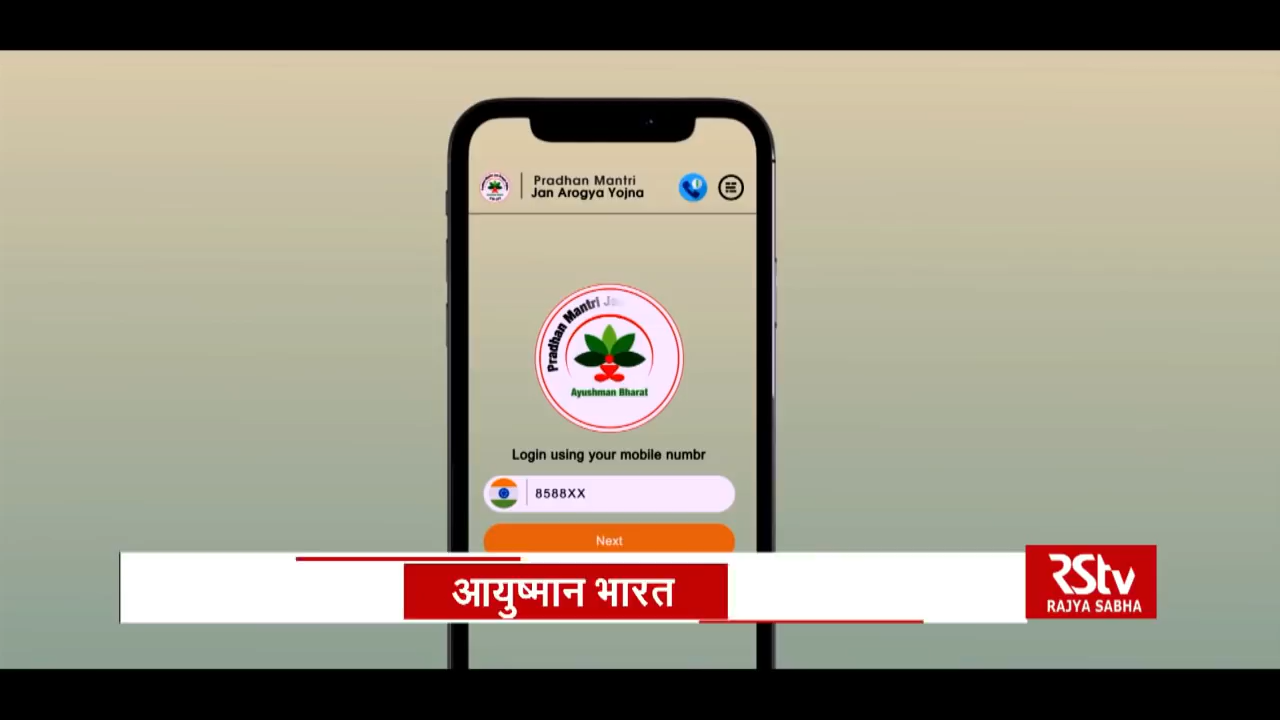 Pradhan Mantri
Jan Arogya Yojna
Pradhan Mantri
Ayushman Bharat
Login using your mobile numbr
8588XX
Next
आयुष्मान भारत
RStv
RAJYA SABHA